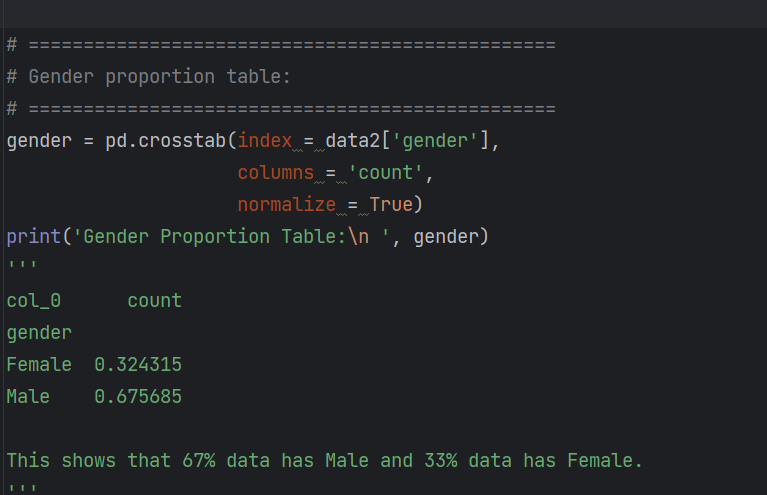 # ================================================
# Gender proportion table:
# ================================================
gender = pd.crosstab(index = data2['gender'],
                     columns = 'count',
                     normalize = True)
print('Gender Proportion Table:\n ', gender)
'''
col_0      count
gender
Female  0.324315
Male    0.675685

This shows that 67% data has Male and 33% data has Female.
'''